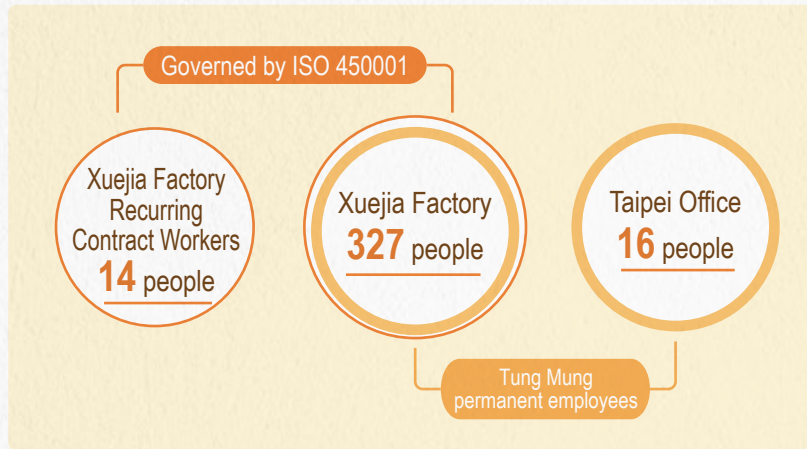 Governed by ISO 450001
Xuejia Factory
Recurring
Contract Workers
14 people
Xuejia Factory
327 people
Taipei Office
16 people
Tung Mung
permanent employees